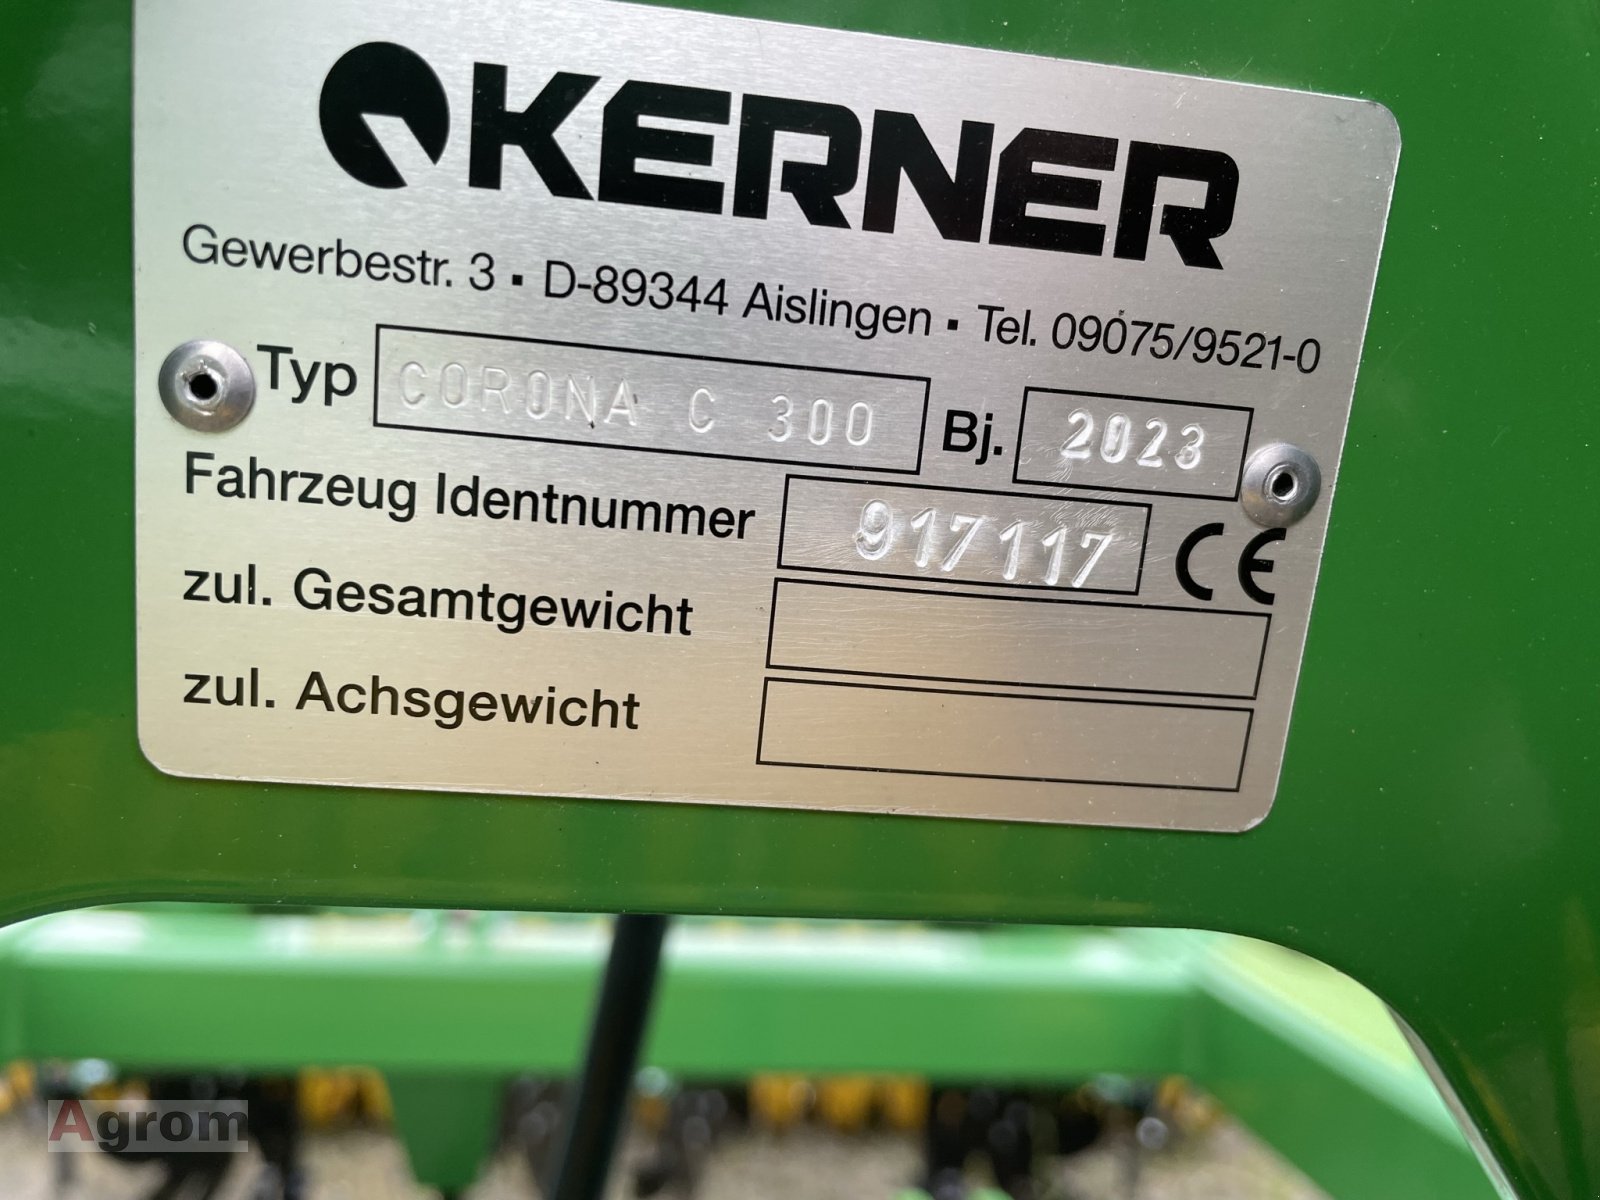 KERNER
Gewerbestr. 3 ▪ D-89344 Aislingen ▪ Tel. 09075/9521-0
Typ CORONA C 300 Bj. 2023
Fahrzeug Identnummer 917117 CE
zul. Gesamtgewicht
zul. Achsgewicht
Agrom